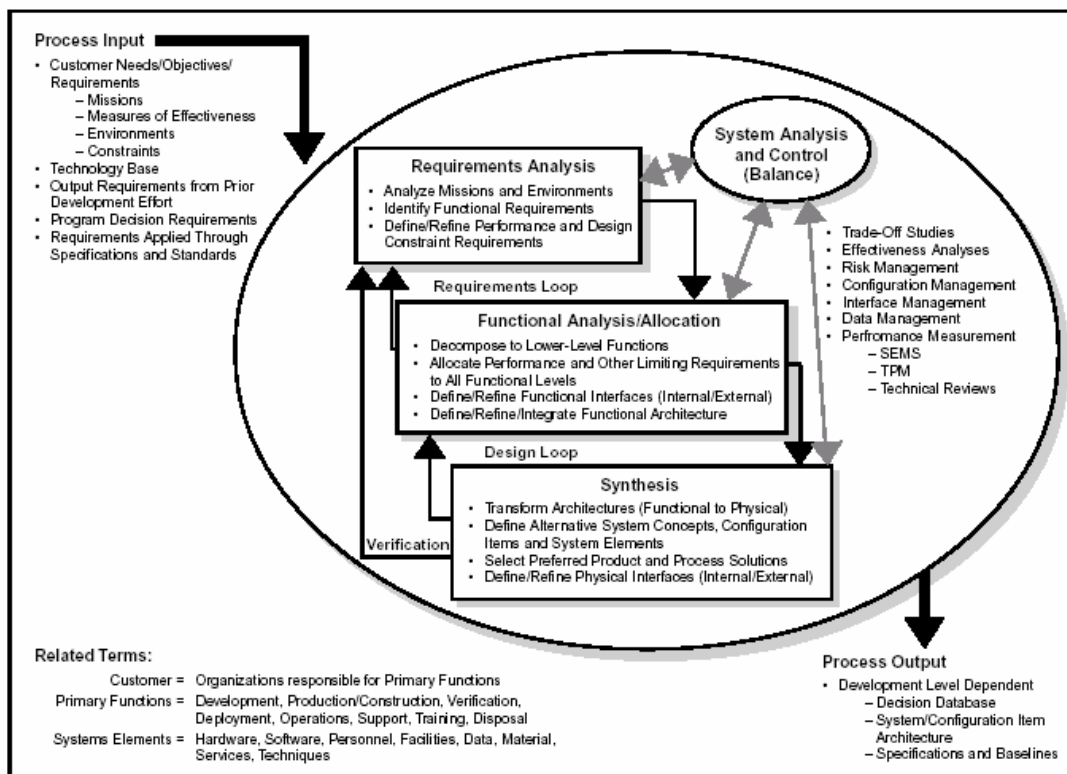 Process Input
• Customer Needs/Objectives/
Requirements
– Missions
– Measures of Effectiveness
– Environments
– Constraints
• Technology Base
• Output Requirements from Prior
Development Effort
• Program Decision Requirements
• Requirements Applied Through
Specifications and Standards
System Analysis
and Control
(Balance)
Requirements Analysis
• Analyze Missions and Environments
• Identify Functional Requirements
• Define/Refine Performance and Design
Constraint Requirements
• Trade-Off Studies
• Effectiveness Analyses
• Risk Management
• Configuration Management
• Interface Management
• Data Management
• Perfromance Measurement
– SEMS
– TPM
– Technical Reviews
Requirements Loop
Functional Analysis/Allocation
• Decompose to Lower-Level Functions
• Allocate Performance and Other Limiting Requirements
to All Functional Levels
• Define/Refine Functional Interfaces (Internal/External)
• Define/Refine/Integrate Functional Architecture
Design Loop
Synthesis
• Transform Architectures (Functional to Physical)
• Define Alternative System Concepts, Configuration
Items and System Elements
• Select Preferred Product and Process Solutions
• Define/Refine Physical Interfaces (Internal/External)
Verification
Related Terms:
Customer = Organizations responsible for Primary Functions
Primary Functions = Development, Production/Construction, Verification,
Deployment, Operations, Support, Training, Disposal
Systems Elements = Hardware, Software, Personnel, Facilities, Data, Material,
Services, Techniques
Process Output
• Development Level Dependent
– Decision Database
– System/Configuration Item
Architecture
– Specifications and Baselines